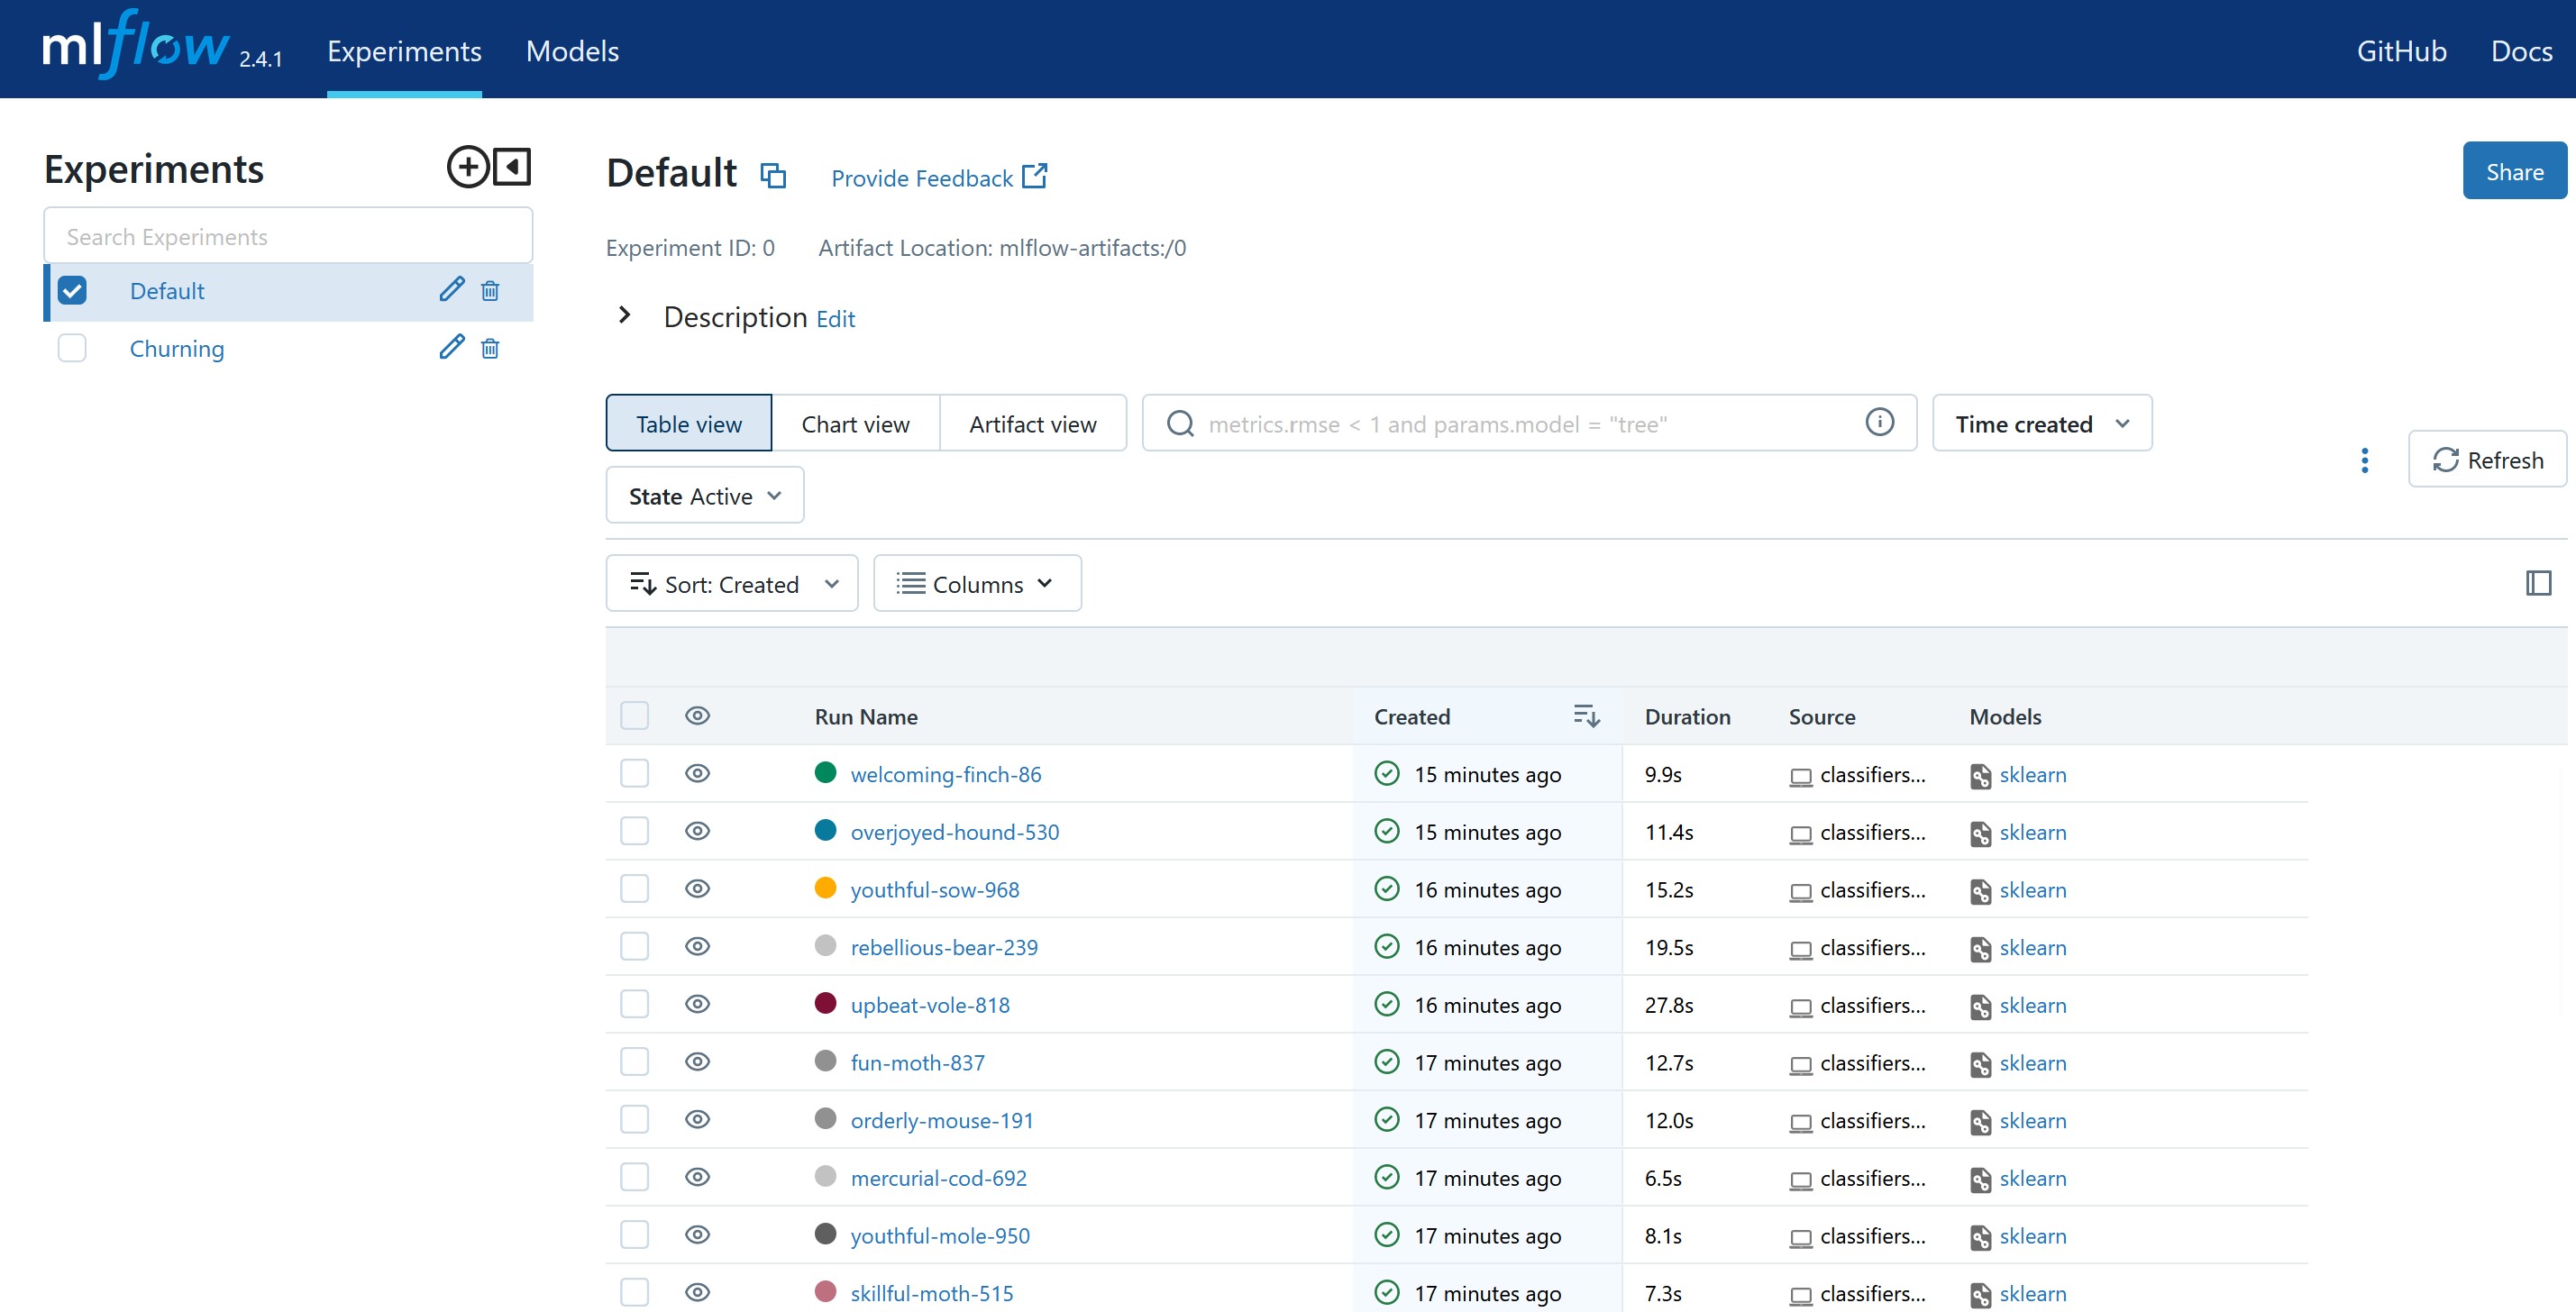 mlflow 2.4.1 Experiments Models GitHub Docs
Experiments
Search Experiments
Default
Churning
Default Provide Feedback Share
Experiment ID: 0 Artifact Location: mlflow-artifacts:/0
Description Edit
Table view Chart view Artifact view metrics.rmse < 1 and params.model = "tree" Time created
Refresh
State Active
Sort: Created Columns
Run Name Created Duration Source Models
welcoming-finch-86 15 minutes ago 9.9s classifiers... sklearn
overjoyed-hound-530 15 minutes ago 11.4s classifiers... sklearn
youthful-sow-968 16 minutes ago 15.2s classifiers... sklearn
rebellious-bear-239 16 minutes ago 19.5s classifiers... sklearn
upbeat-vole-818 16 minutes ago 27.8s classifiers... sklearn
fun-moth-837 17 minutes ago 12.7s classifiers... sklearn
orderly-mouse-191 17 minutes ago 12.0s classifiers... sklearn
mercurial-cod-692 17 minutes ago 6.5s classifiers... sklearn
youthful-mole-950 17 minutes ago 8.1s classifiers... sklearn
skillful-moth-515 17 minutes ago 7.3s classifiers... sklearn